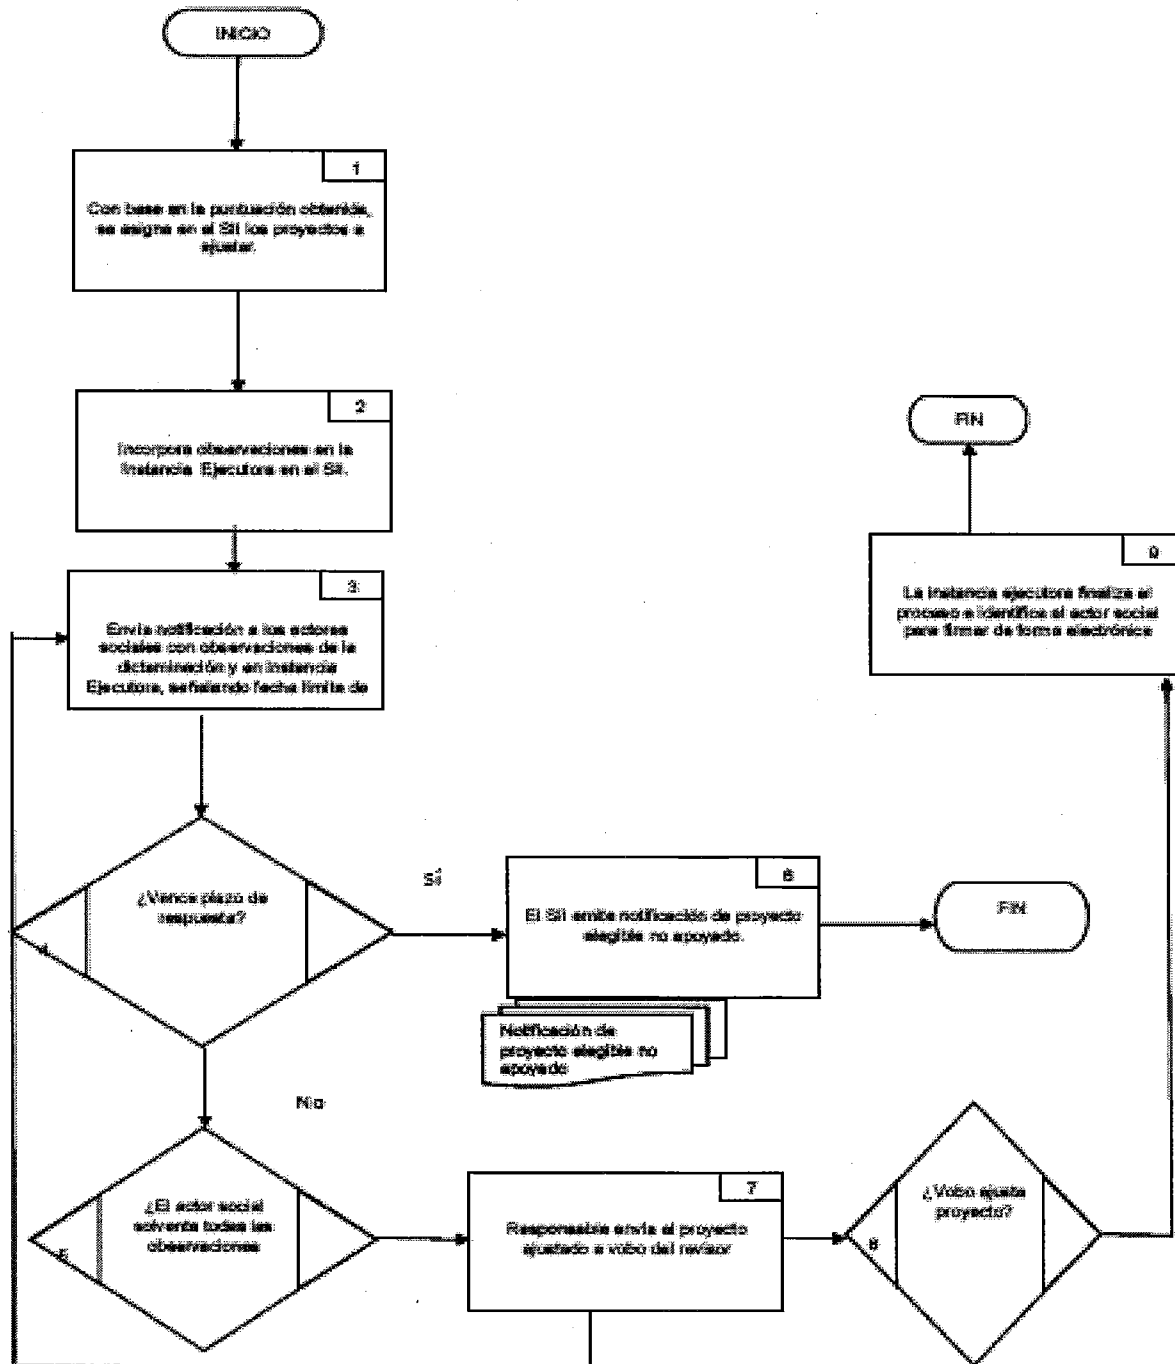 INICIO
1
Con base en la puntuación obtenida,
se asigna en el SII los proyectos a
ajustar.
2
Incorpora observaciones en la
Instancia Ejecutora en el SII.
FIN
3
Envía notificación a los actores
sociales con observaciones de la
dictaminación y en Instancia
Ejecutora, señalando fecha límite de
9
La instancia ejecutora finaliza el
proceso e identifica al actor social
para firmar de forma electrónica
¿Vence plazo de
respuesta?
4
Sí
6
El SII emite notificación de proyecto
elegible no apoyado.
FIN
Notificación de
proyecto elegible no
apoyado
No
¿El actor social
solventa todas las
observaciones
5
7
Responsable envía el proyecto
ajustado a vobo del revisor
¿Vobo ajuste
proyecto?
8